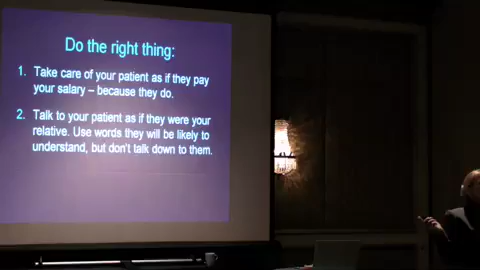 Do the right thing:
1. Take care of your patient as if they pay
your salary – because they do.
2. Talk to your patient as if they were your
relative. Use words they will be likely to
understand, but don't talk down to them.